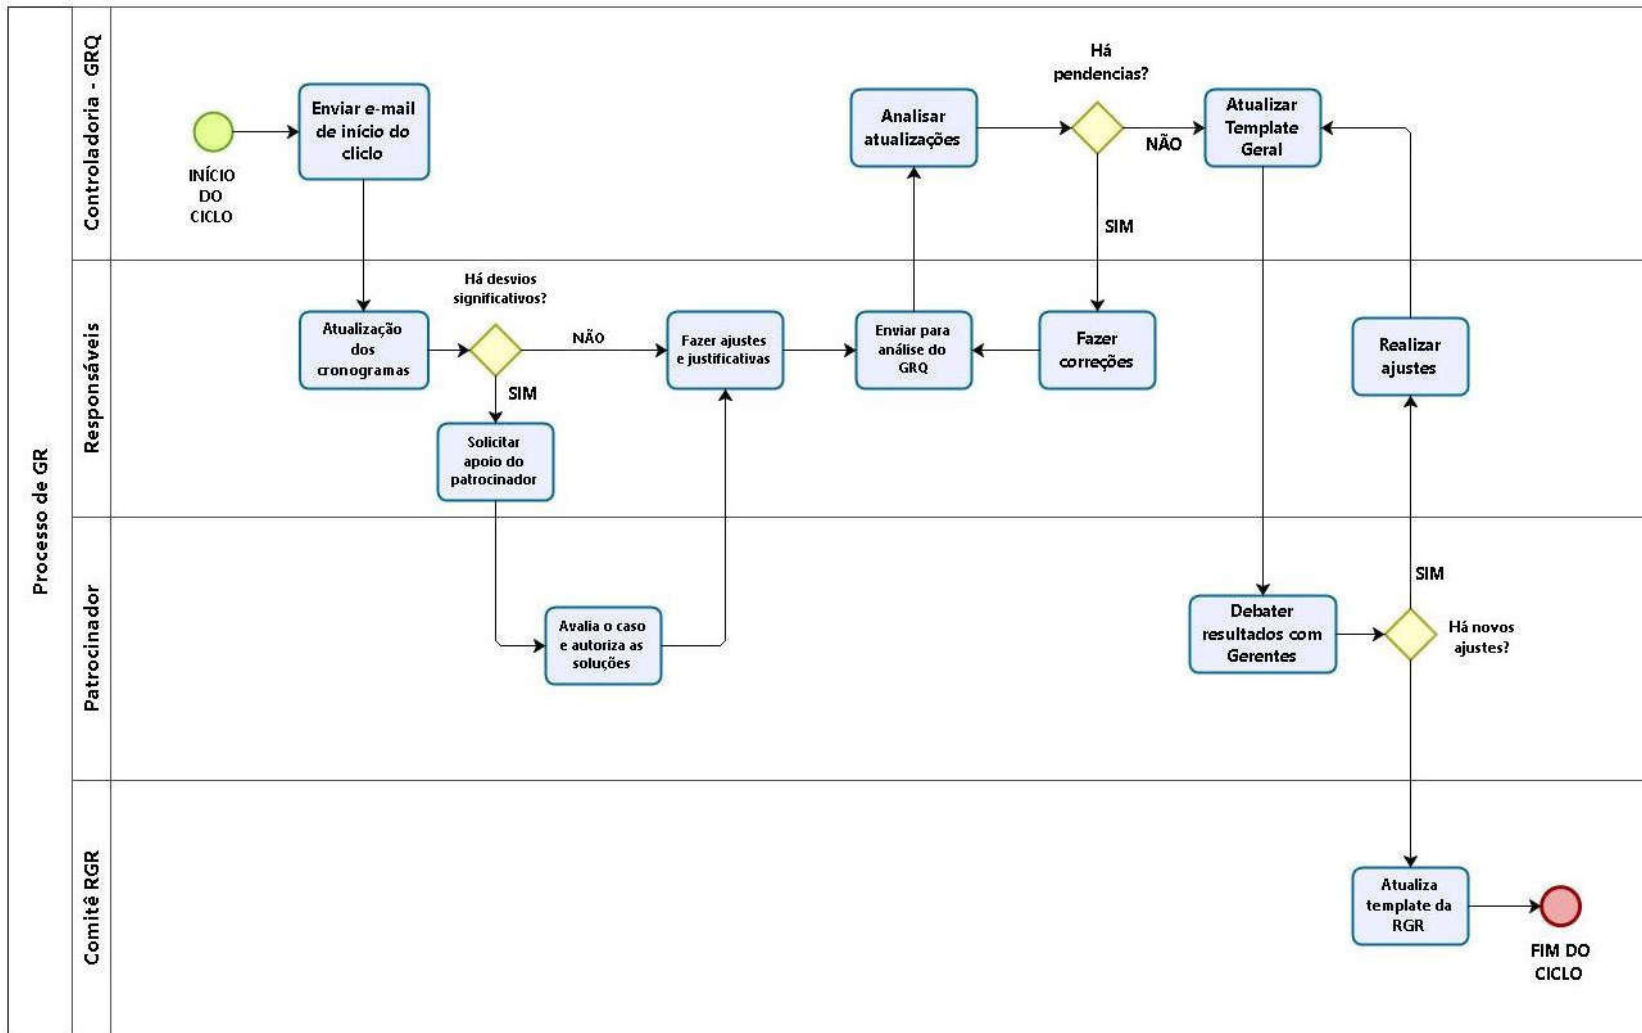 Processo de GR
Controladoria - GRQ
INÍCIO
DO
CICLO
Enviar e-mail
de início do
cliclo
Analisar
atualizações
Há
pendencias?
NÃO
SIM
Atualizar
Template
Geral
Responsáveis
Atualização
dos
cronogramas
Há desvios
significativos?
NÃO
SIM
Solicitar
apoio do
patrocinador
Fazer ajustes
e justificativas
Enviar para
análise do
GRQ
Fazer
correções
Realizar
ajustes
Patrocinador
Avalia o caso
e autoriza as
soluções
Debater
resultados com
Gerentes
SIM
Há novos
ajustes?
Comitê RGR
Atualiza
template da
RGR
FIM DO
CICLO